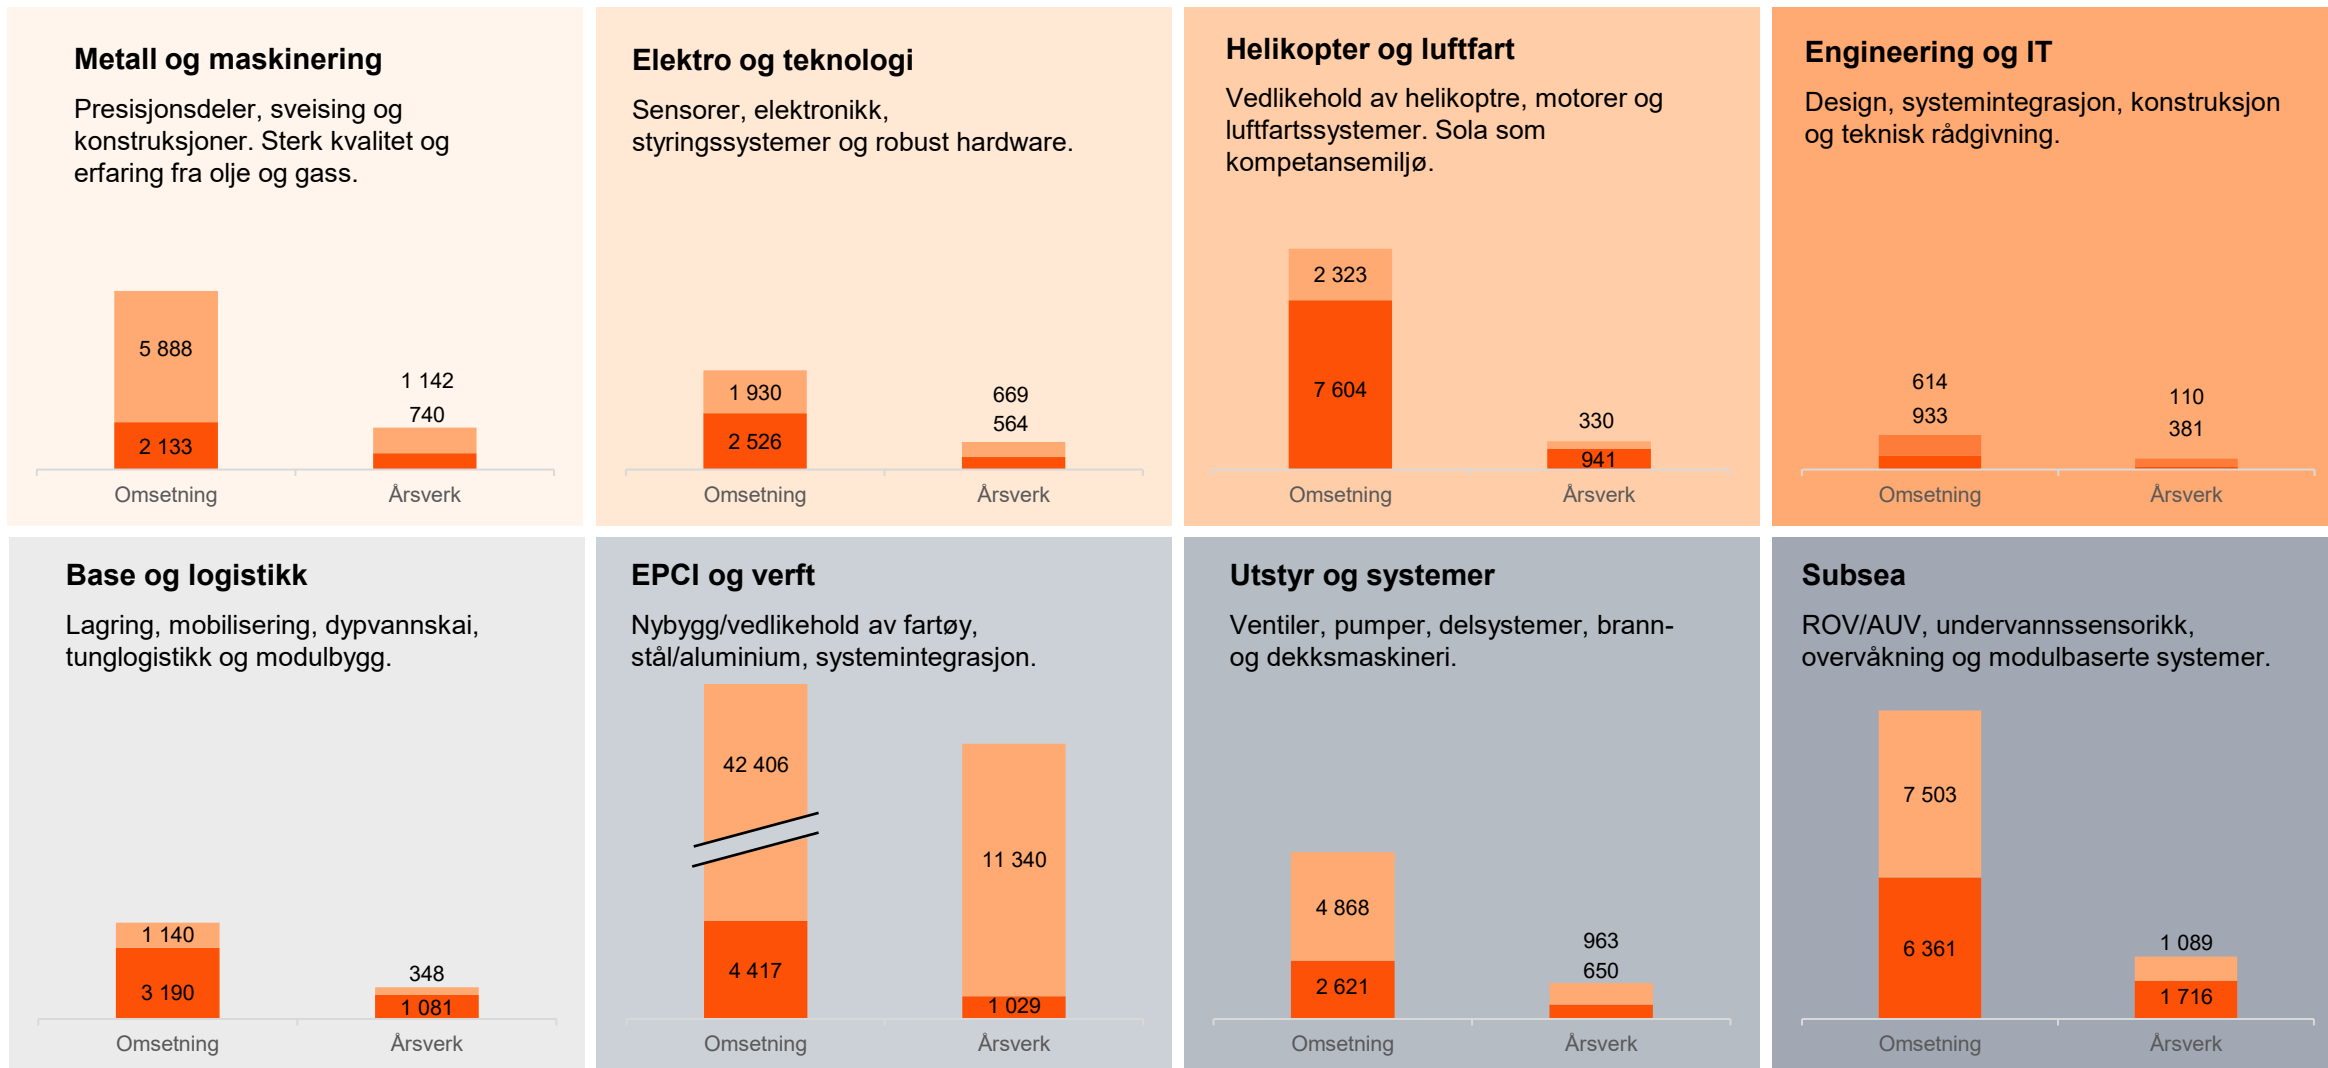 Metall og maskinering
Presisjonsdeler, sveising og
konstruksjoner. Sterk kvalitet og
erfaring fra olje og gass.
5 888
2 133
1 142
740
Omsetning
Årsverk
Elektro og teknologi
Sensorer, elektronikk,
styringssystemer og robust hardware.
1 930
2 526
669
564
Omsetning
Årsverk
Helikopter og luftfart
Vedlikehold av helikoptre, motorer og
luftfartssystemer. Sola som
kompetansemiljø.
2 323
7 604
330
941
Omsetning
Årsverk
Engineering og IT
Design, systemintegrasjon, konstruksjon
og teknisk rådgivning.
614
933
110
381
Omsetning
Årsverk
Base og logistikk
Lagring, mobilisering, dypvannskai,
tunglogistikk og modulbygg.
1 140
3 190
348
1 081
Omsetning
Årsverk
EPCI og verft
Nybygg/vedlikehold av fartøy,
stål/aluminium, systemintegrasjon.
42 406
4 417
11 340
1 029
Omsetning
Årsverk
Utstyr og systemer
Ventiler, pumper, delsystemer, brann-
og dekksmaskineri.
4 868
2 621
963
650
Omsetning
Årsverk
Subsea
ROV/AUV, undervannssensorikk,
overvåkning og modulbaserte systemer.
7 503
6 361
1 089
1 716
Omsetning
Årsverk